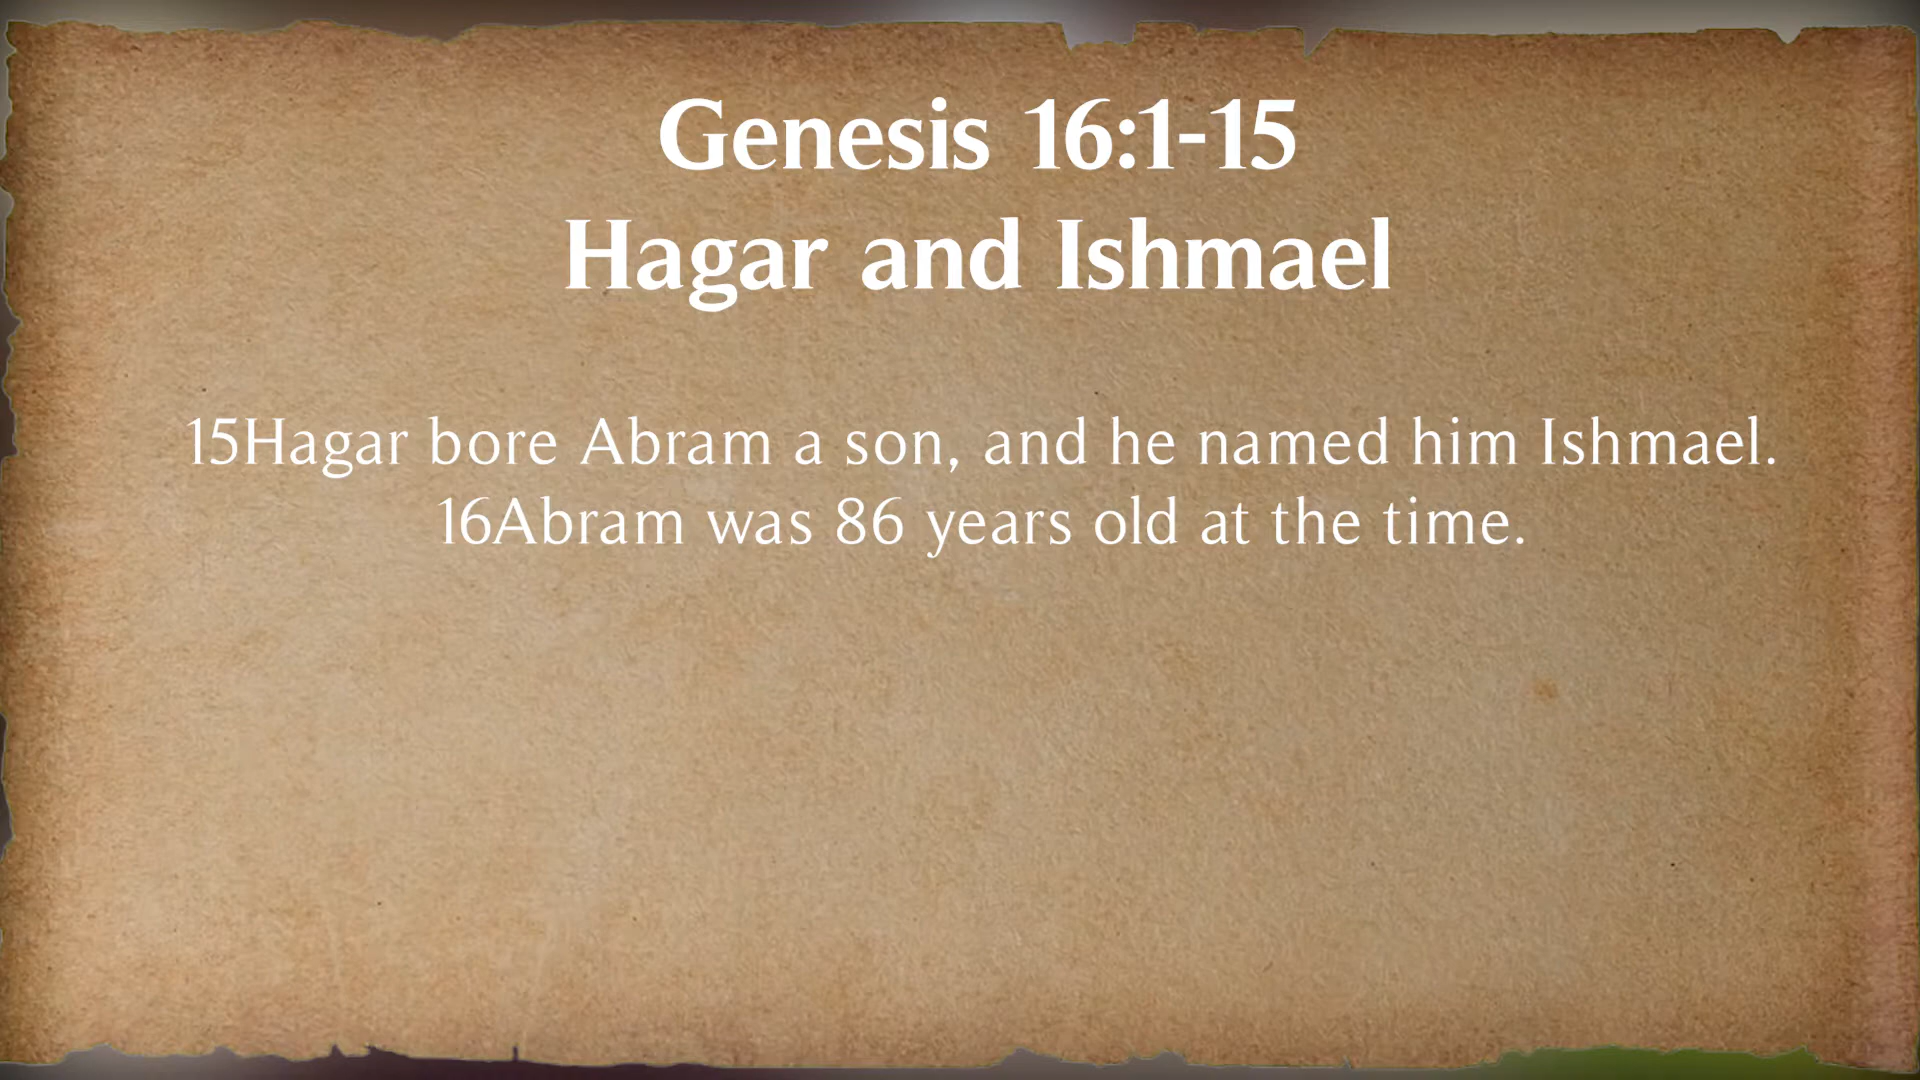 Genesis 16:1-15
Hagar and Ishmael
15Hagar bore Abram a son, and he named him Ishmael.
16Abram was 86 years old at the time.